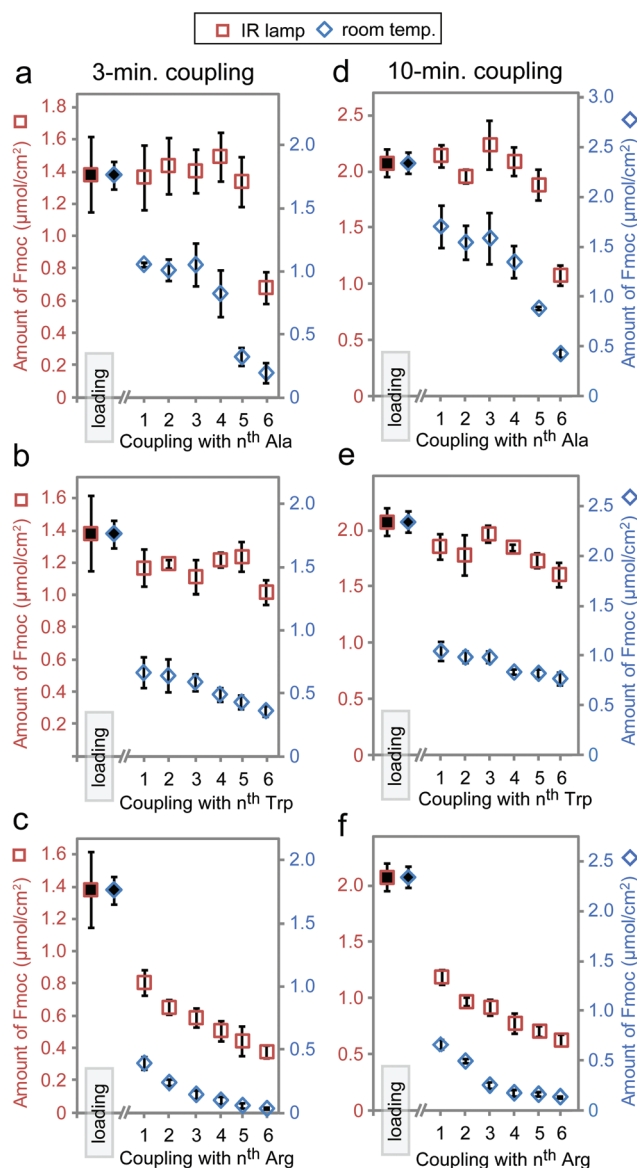 IR lamp room temp.
3-min. coupling
10-min. coupling
a
Amount of Fmoc (µmol/cm²)
1.8
1.6
1.4
1.2
1.0
0.8
0.6
0.4
0.2
0
2.0
1.0
0
loading
1 2 3 4 5 6
Coupling with nth Ala
d
2.5
2.0
1.5
1.0
0.5
0
3.0
2.5
2.0
1.5
1.0
0.5
0
Amount of Fmoc (µmol/cm²)
loading
1 2 3 4 5 6
Coupling with nth Ala
b
Amount of Fmoc (µmol/cm²)
1.6
1.4
1.2
1.0
0.8
0.6
0.4
0.2
2.0
1.5
1.0
0.5
0
loading
1 2 3 4 5 6
Coupling with nth Trp
e
2.0
1.5
1.0
0.5
0
2.5
2.0
1.5
1.0
0.5
0
Amount of Fmoc (µmol/cm²)
loading
1 2 3 4 5 6
Coupling with nth Trp
c
Amount of Fmoc (µmol/cm²)
1.6
1.4
1.2
1.0
0.8
0.6
0.4
0.2
0
2.0
1.5
1.0
0.5
0
loading
1 2 3 4 5 6
Coupling with nth Arg
f
2.0
1.5
1.0
0.5
0
2.5
2.0
1.5
1.0
0.5
0
Amount of Fmoc (µmol/cm²)
loading
1 2 3 4 5 6
Coupling with nth Arg